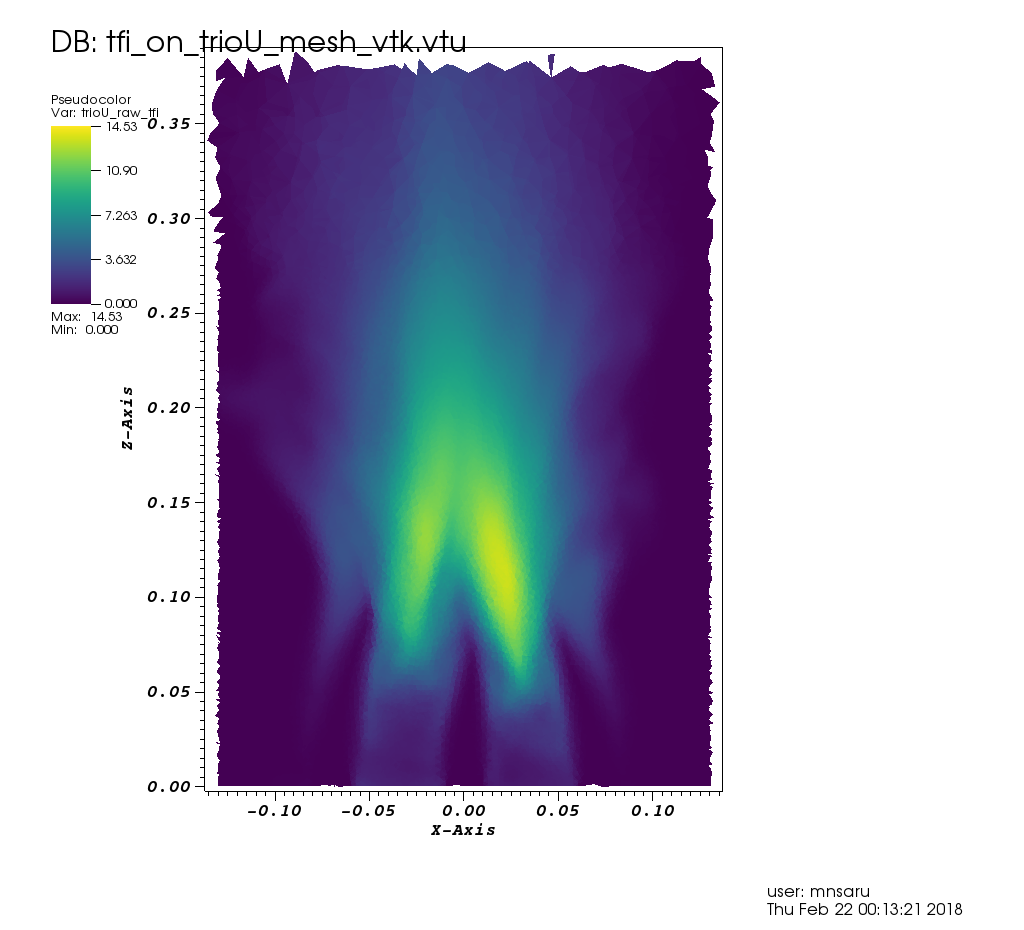 DB: tfi_on_trioU_mesh_vtk.vtu
Pseudocolor
Var: trioU_raw_tfi
14.53
10.90
7.263
3.632
0.000
Max: 14.53
Min: 0.000
0.35
0.30
0.25
0.20
0.15
0.10
0.05
0.00
Z-Axis
-0.10 -0.05 0.00 0.05 0.10
X-Axis
user: mnsaru
Thu Feb 22 00:13:21 2018